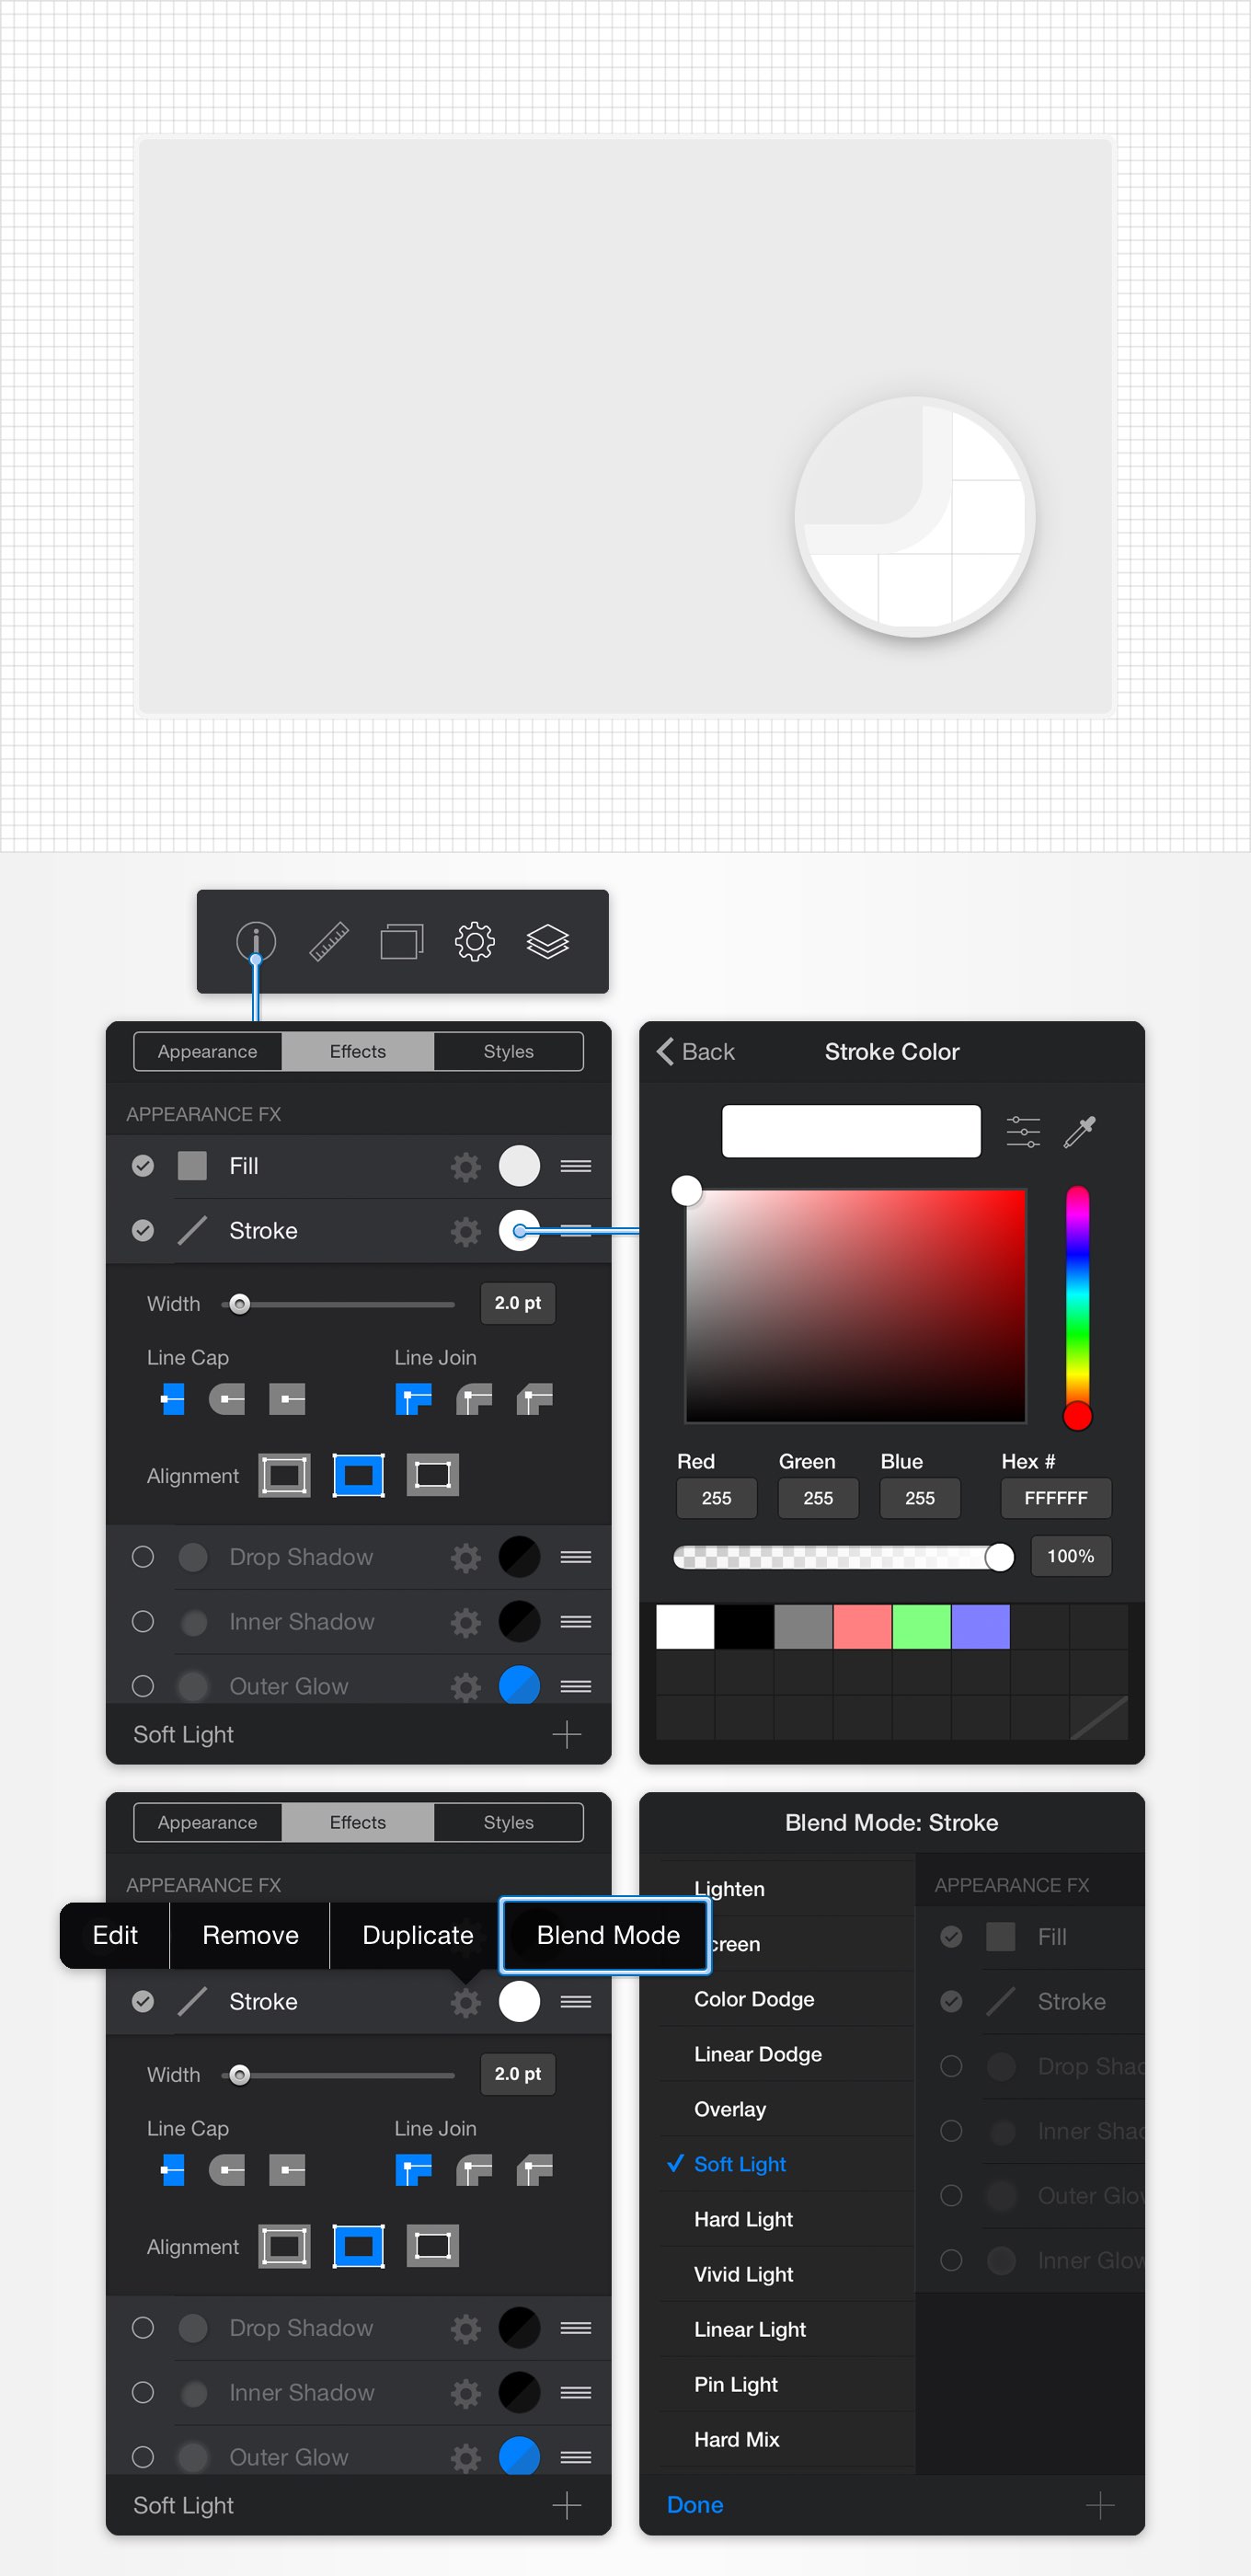 Appearance Effects Styles
APPEARANCE FX
Fill
Stroke
Width 2.0 pt
Line Cap Line Join
Alignment
Drop Shadow
Inner Shadow
Outer Glow
Soft Light
Back Stroke Color
Red Green Blue Hex #
255 255 255 FFFFFF
100%
Appearance Effects Styles
APPEARANCE FX
Edit Remove Duplicate Blend Mode
Stroke
Width 2.0 pt
Line Cap Line Join
Alignment
Drop Shadow
Inner Shadow
Outer Glow
Soft Light
Blend Mode: Stroke
Lighten
creen
Color Dodge
Linear Dodge
Overlay
Soft Light
Hard Light
Vivid Light
Linear Light
Pin Light
Hard Mix
Done
APPEARANCE FX
Fill
Stroke
Drop Shad
Inner Shad
Outer Glov
Inner Glow